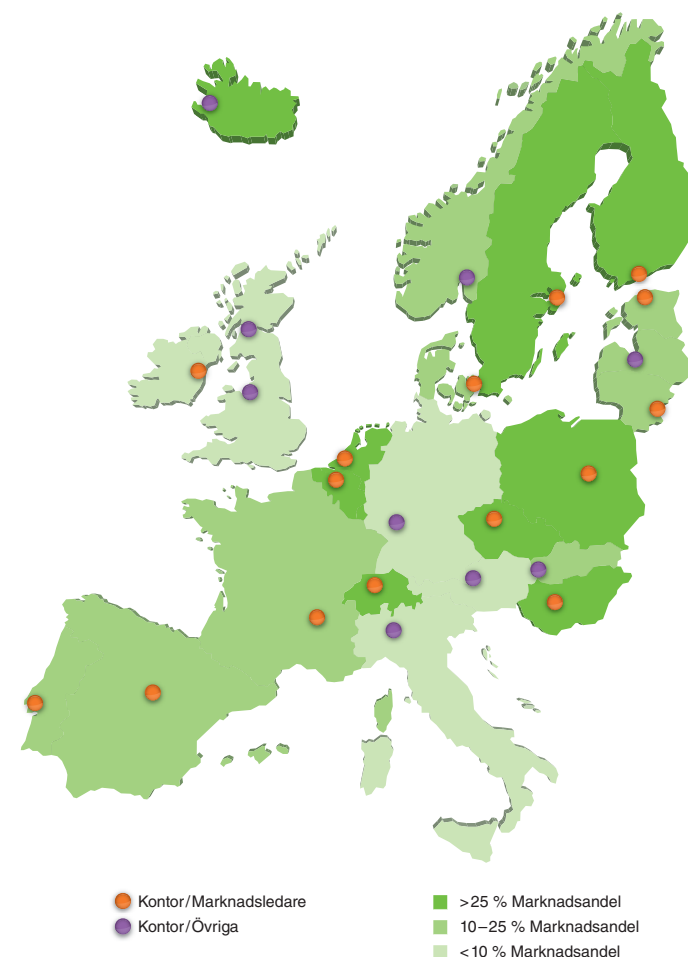 Kontor/Marknadsledare
Kontor/Övriga
>25 % Marknadsandel
10–25 % Marknadsandel
<10 % Marknadsandel